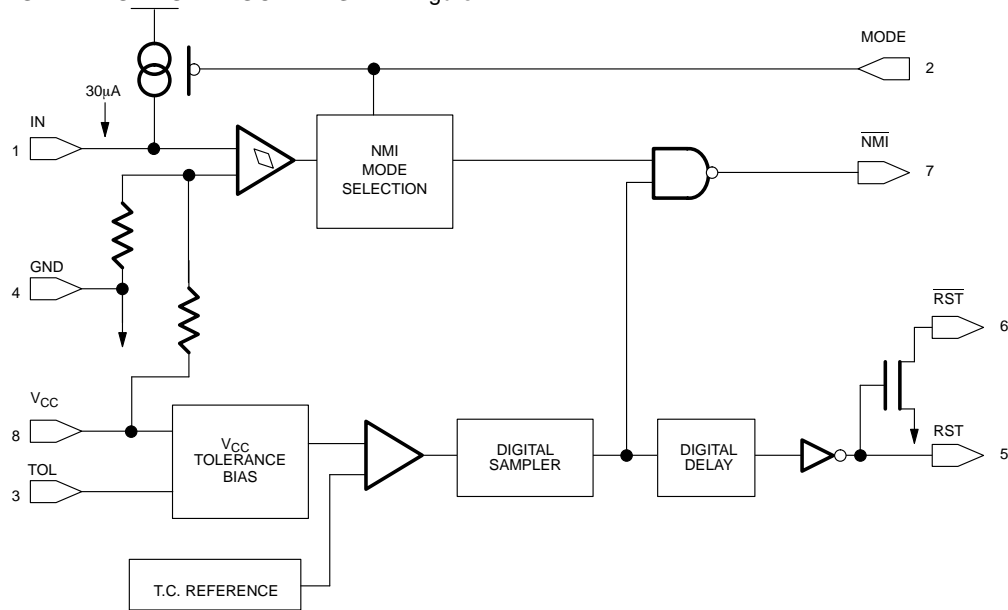 MODE
2
30µA
IN
1
NMI
MODE
SELECTION
NMI
7
GND
4
RST
6
VCC
8
VCC
TOLERANCE
BIAS
DIGITAL
SAMPLER
DIGITAL
DELAY
RST
5
TOL
3
T.C. REFERENCE